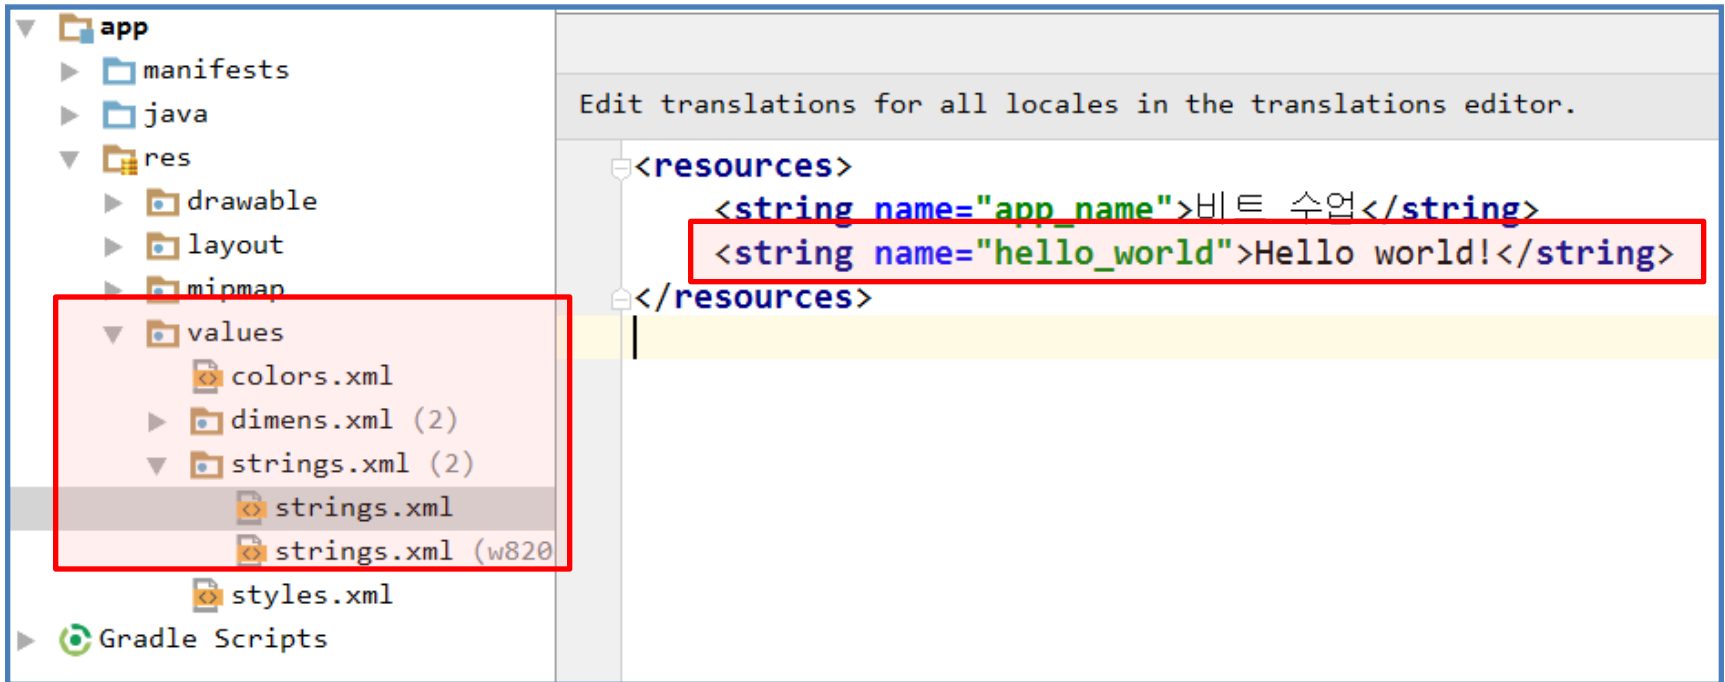 app
manifests
java
res
drawable
layout
mipmap
values
colors.xml
dimens.xml (2)
strings.xml (2)
strings.xml
strings.xml (w820
styles.xml
Gradle Scripts
Edit translations for all locales in the translations editor.
<resources>
<string name="app_name">비트 수업</string>
<string name="hello_world">Hello world!</string>
</resources>